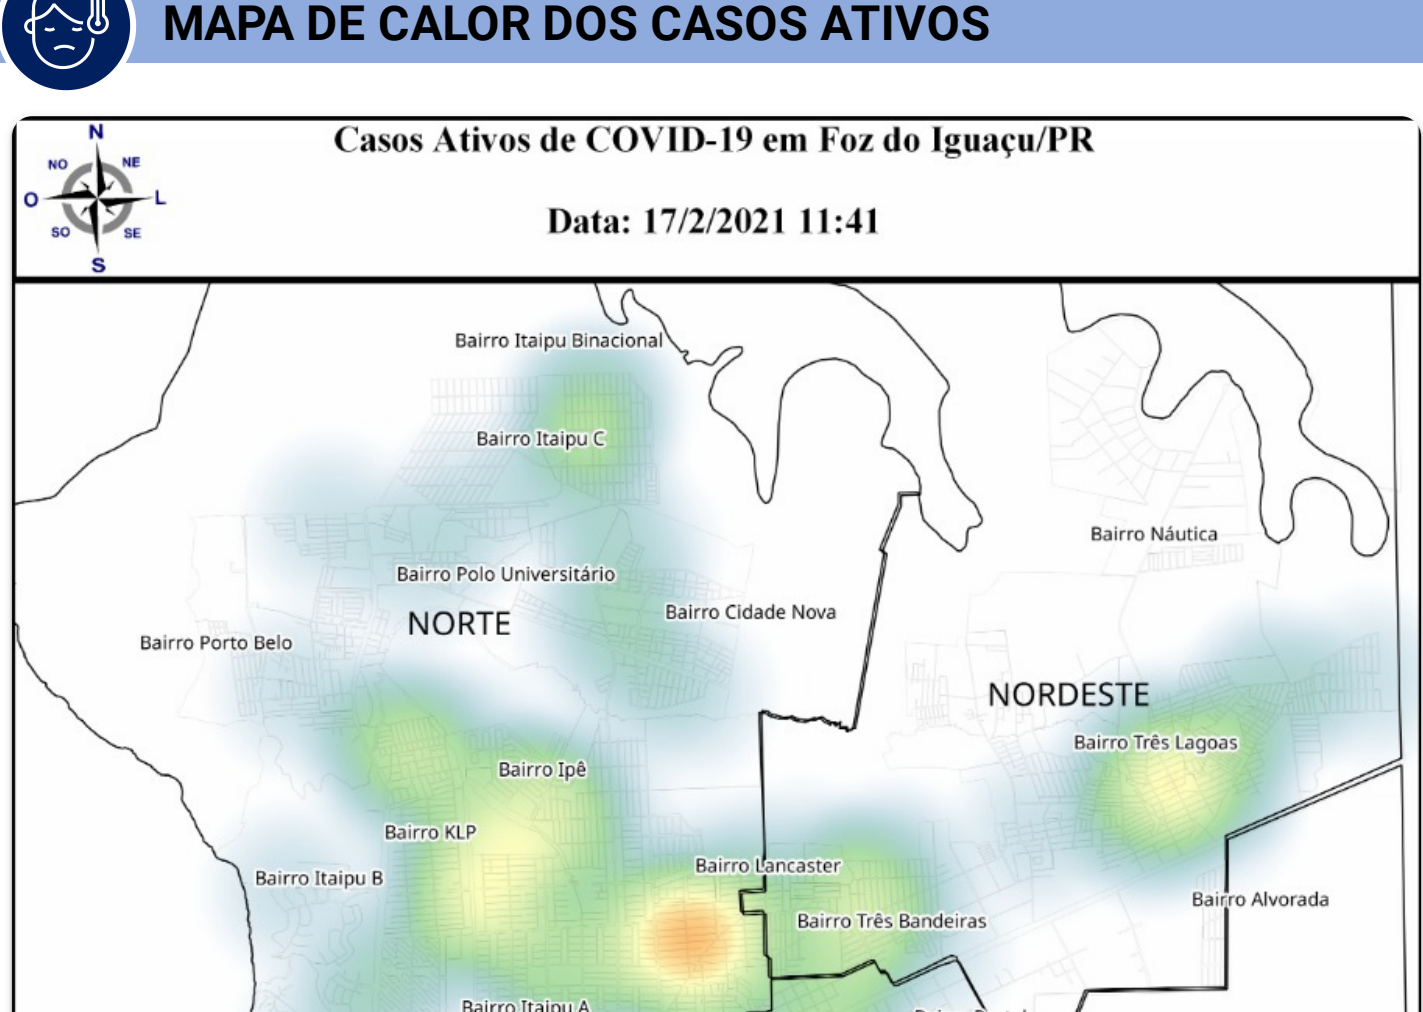 MAPA DE CALOR DOS CASOS ATIVOS
Casos Ativos de COVID-19 em Foz do Iguaçu/PR
Data: 17/2/2021 11:41
N
NO
NE
O
L
SO
SE
S
Bairro Itaipu Binacional
Bairro Itaipu C
Bairro Náutica
Bairro Polo Universitário
Bairro Cidade Nova
NORTE
Bairro Porto Belo
NORDESTE
Bairro Três Lagoas
Bairro Ipê
Bairro KLP
Bairro Lancaster
Bairro Itaipu B
Bairro Alvorada
Bairro Três Bandeiras
Bairro Itaipu A